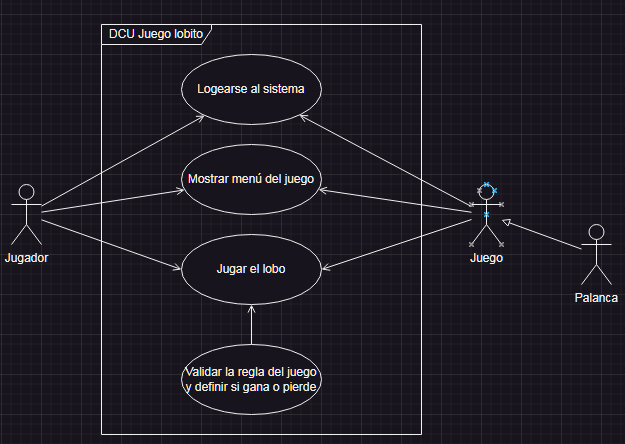 DCU Juego lobito
Logearse al sistema
Mostrar menú del juego
Jugador
Juego
Jugar el lobo
Palanca
Validar la regla del juego
y definir si gana o pierde